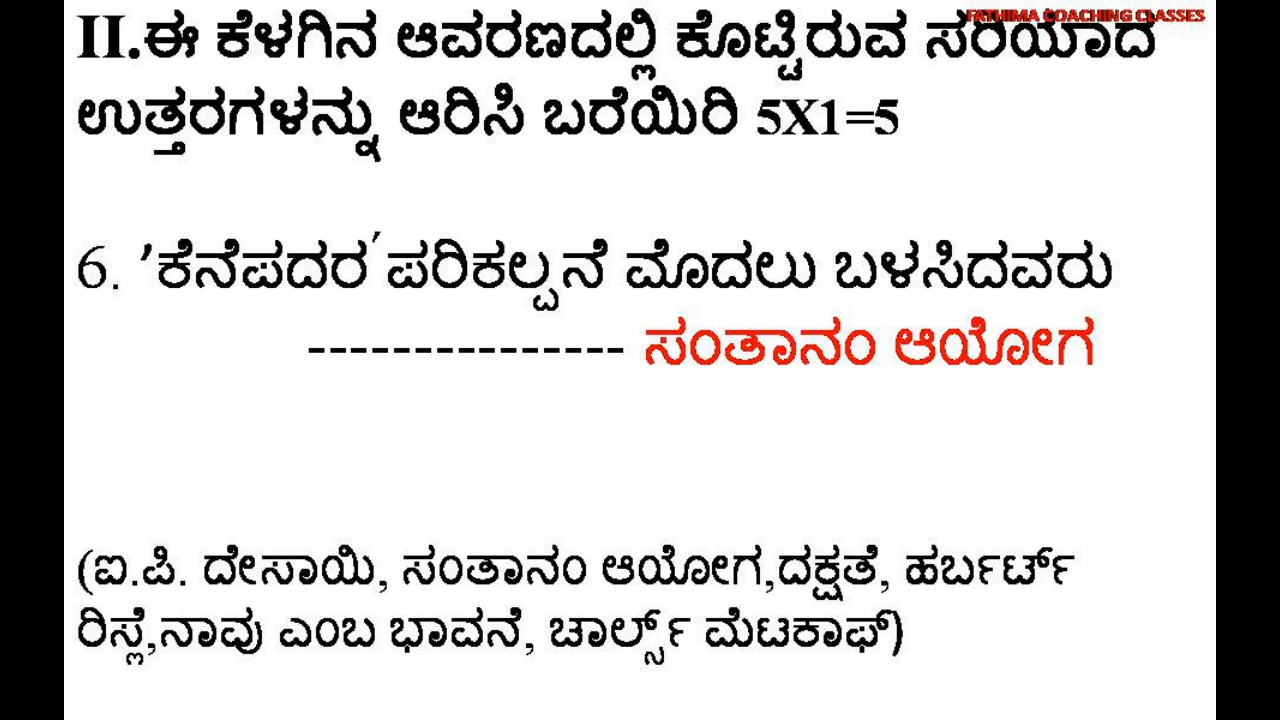 FATHIMA COACHING CLASSES
II.ಈ ಕೆಳಗಿನ ಆವರಣದಲ್ಲಿ ಕೊಟ್ಟಿರುವ ಸರಿಯಾದ
ಉತ್ತರಗಳನ್ನು ಆರಿಸಿ ಬರೆಯಿರಿ 5X1=5
6. ’ಕೆನೆಪದರ´ಪರಿಕಲ್ಪನೆ ಮೊದಲು ಬಳಸಿದವರು
--------------- ಸಂತಾನಂ ಆಯೋಗ
(ಐ.ಪಿ. ದೇಸಾಯಿ, ಸಂತಾನಂ ಆಯೋಗ,ದಕ್ಷತೆ, ಹರ್ಬರ್ಟ್
ರಿಸ್ಲೆ,ನಾವು ಎಂಬ ಭಾವನೆ, ಚಾರ್ಲ್ಸ್ ಮೆಟಕಾಫ್)